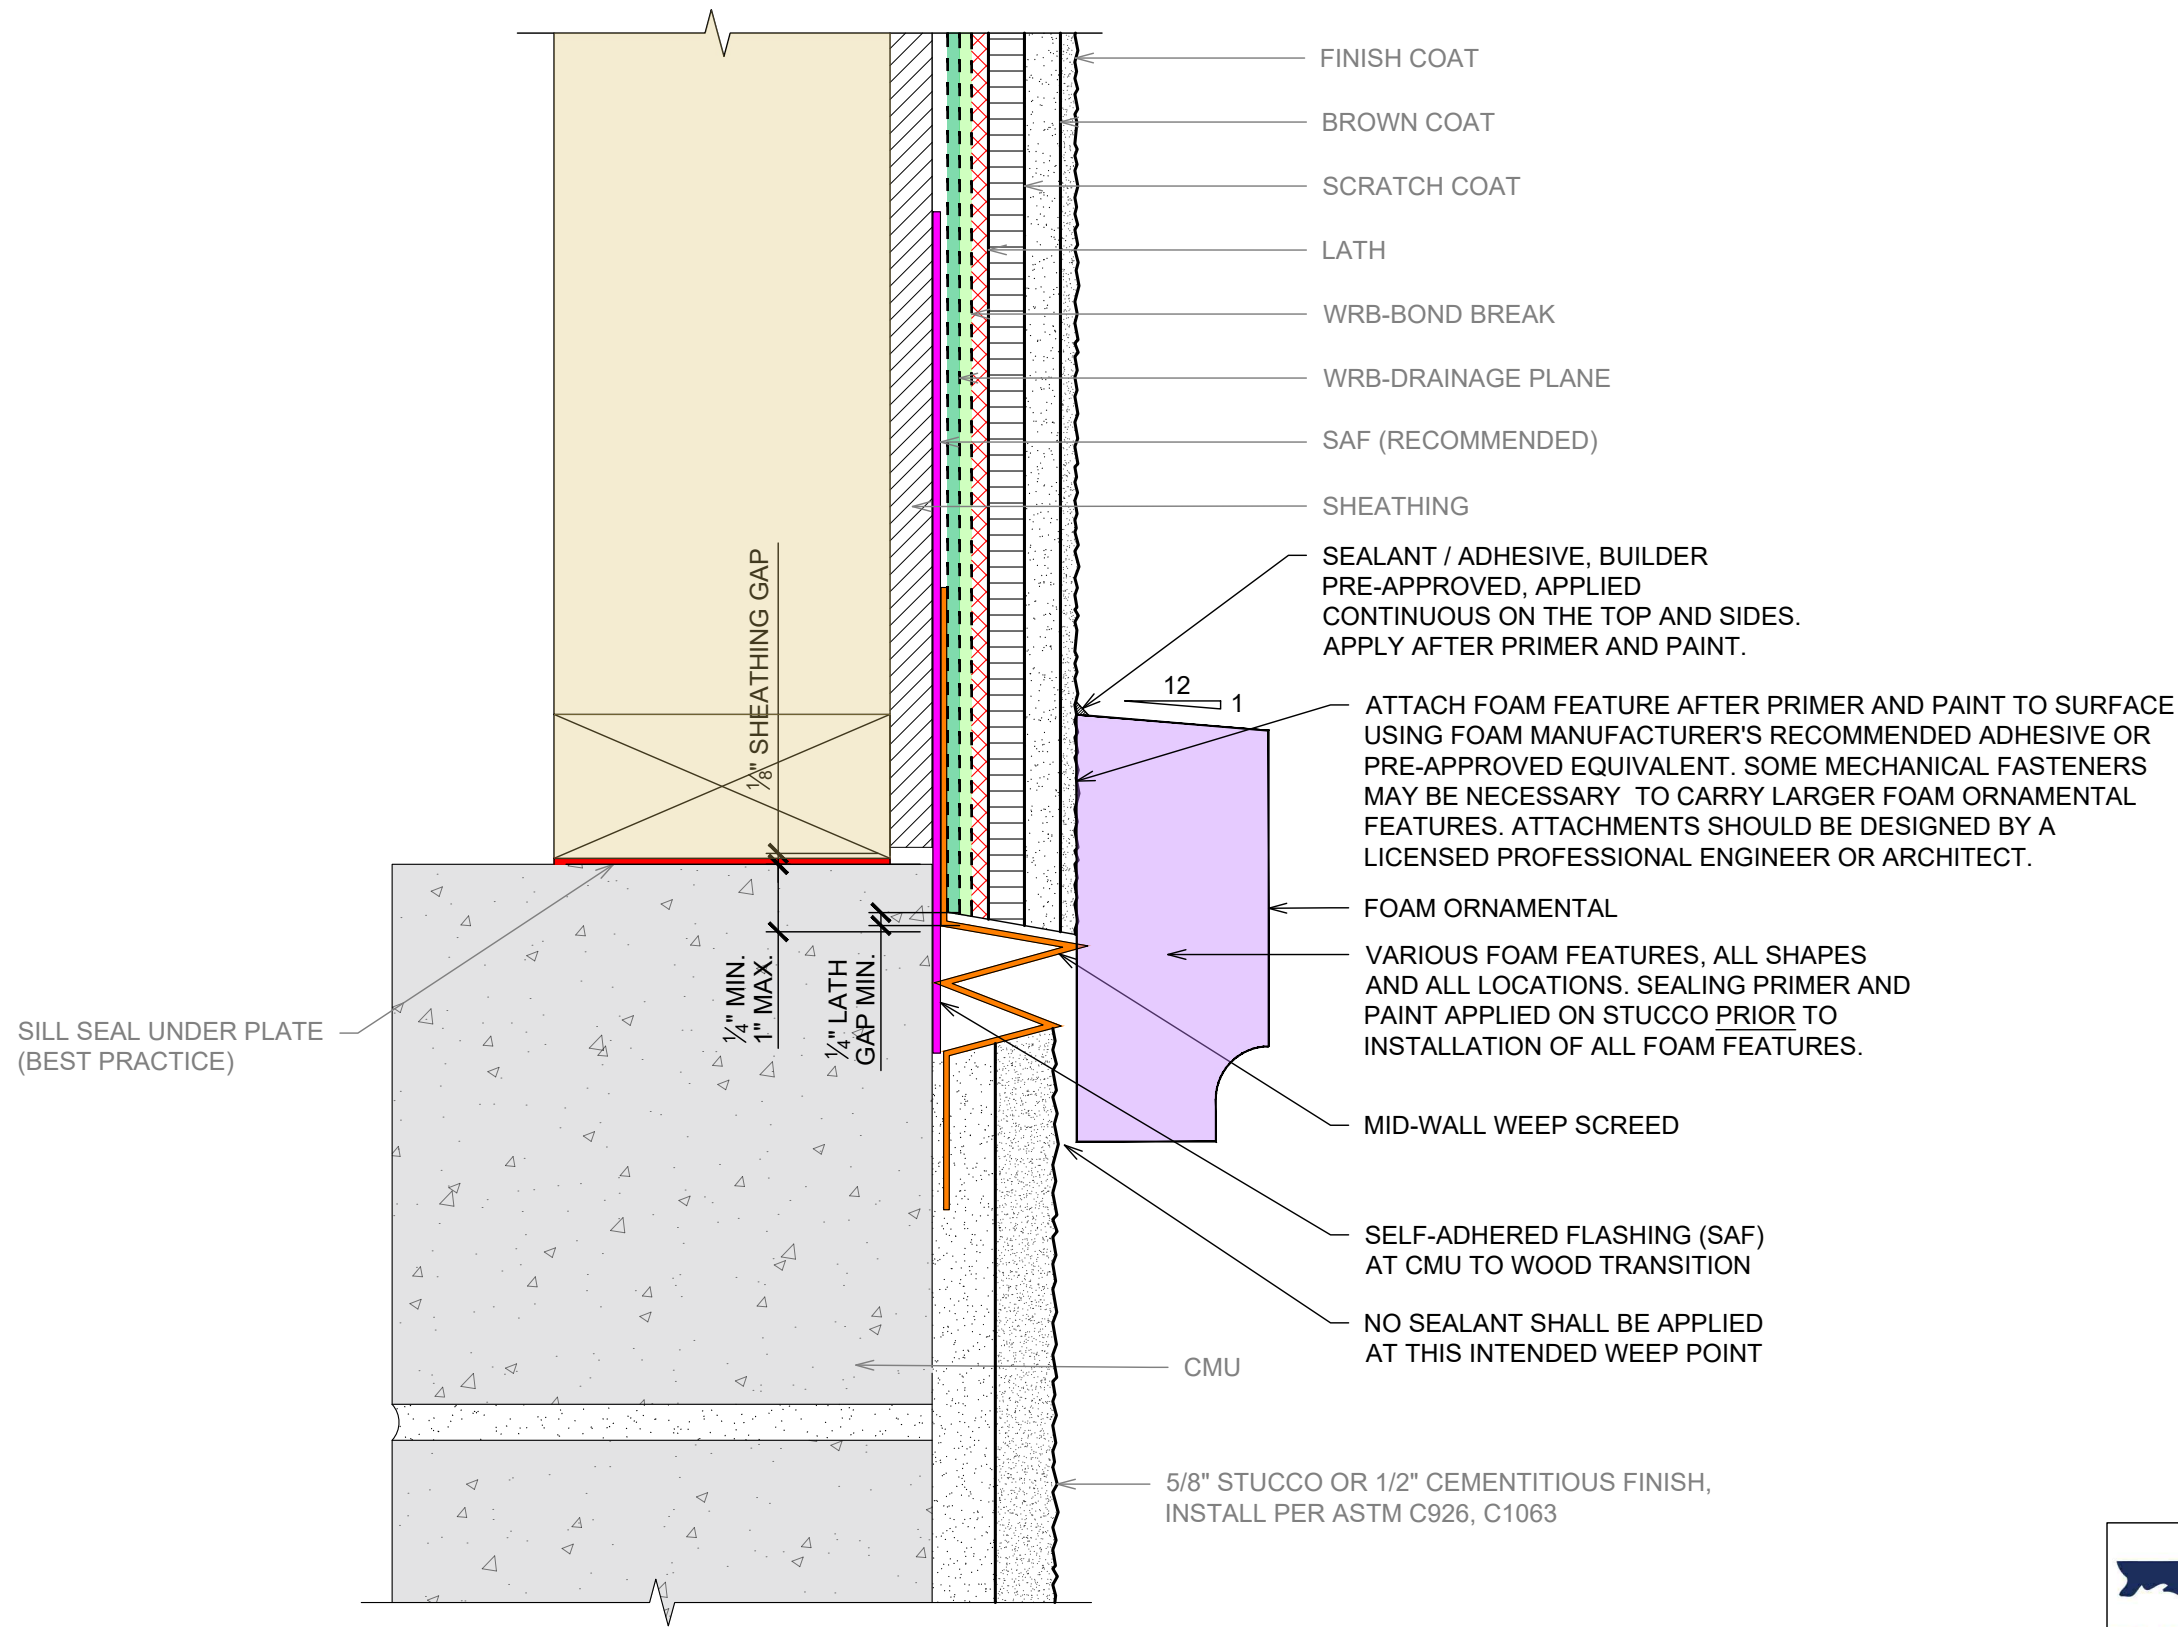 FINISH COAT
BROWN COAT
SCRATCH COAT
LATH
WRB-BOND BREAK
WRB-DRAINAGE PLANE
SAF (RECOMMENDED)
SHEATHING
SEALANT / ADHESIVE, BUILDER
PRE-APPROVED, APPLIED
CONTINUOUS ON THE TOP AND SIDES.
APPLY AFTER PRIMER AND PAINT.
12
1
ATTACH FOAM FEATURE AFTER PRIMER AND PAINT TO SURFACE
USING FOAM MANUFACTURER'S RECOMMENDED ADHESIVE OR
PRE-APPROVED EQUIVALENT. SOME MECHANICAL FASTENERS
MAY BE NECESSARY TO CARRY LARGER FOAM ORNAMENTAL
FEATURES. ATTACHMENTS SHOULD BE DESIGNED BY A
LICENSED PROFESSIONAL ENGINEER OR ARCHITECT.
FOAM ORNAMENTAL
VARIOUS FOAM FEATURES, ALL SHAPES
AND ALL LOCATIONS. SEALING PRIMER AND
PAINT APPLIED ON STUCCO PRIOR TO
INSTALLATION OF ALL FOAM FEATURES.
MID-WALL WEEP SCREED
SELF-ADHERED FLASHING (SAF)
AT CMU TO WOOD TRANSITION
NO SEALANT SHALL BE APPLIED
AT THIS INTENDED WEEP POINT
CMU
5/8" STUCCO OR 1/2" CEMENTITIOUS FINISH,
INSTALL PER ASTM C926, C1063
⅛" SHEATHING GAP
¼" MIN.
1" MAX.
¼" LATH
GAP MIN.
SILL SEAL UNDER PLATE
(BEST PRACTICE)